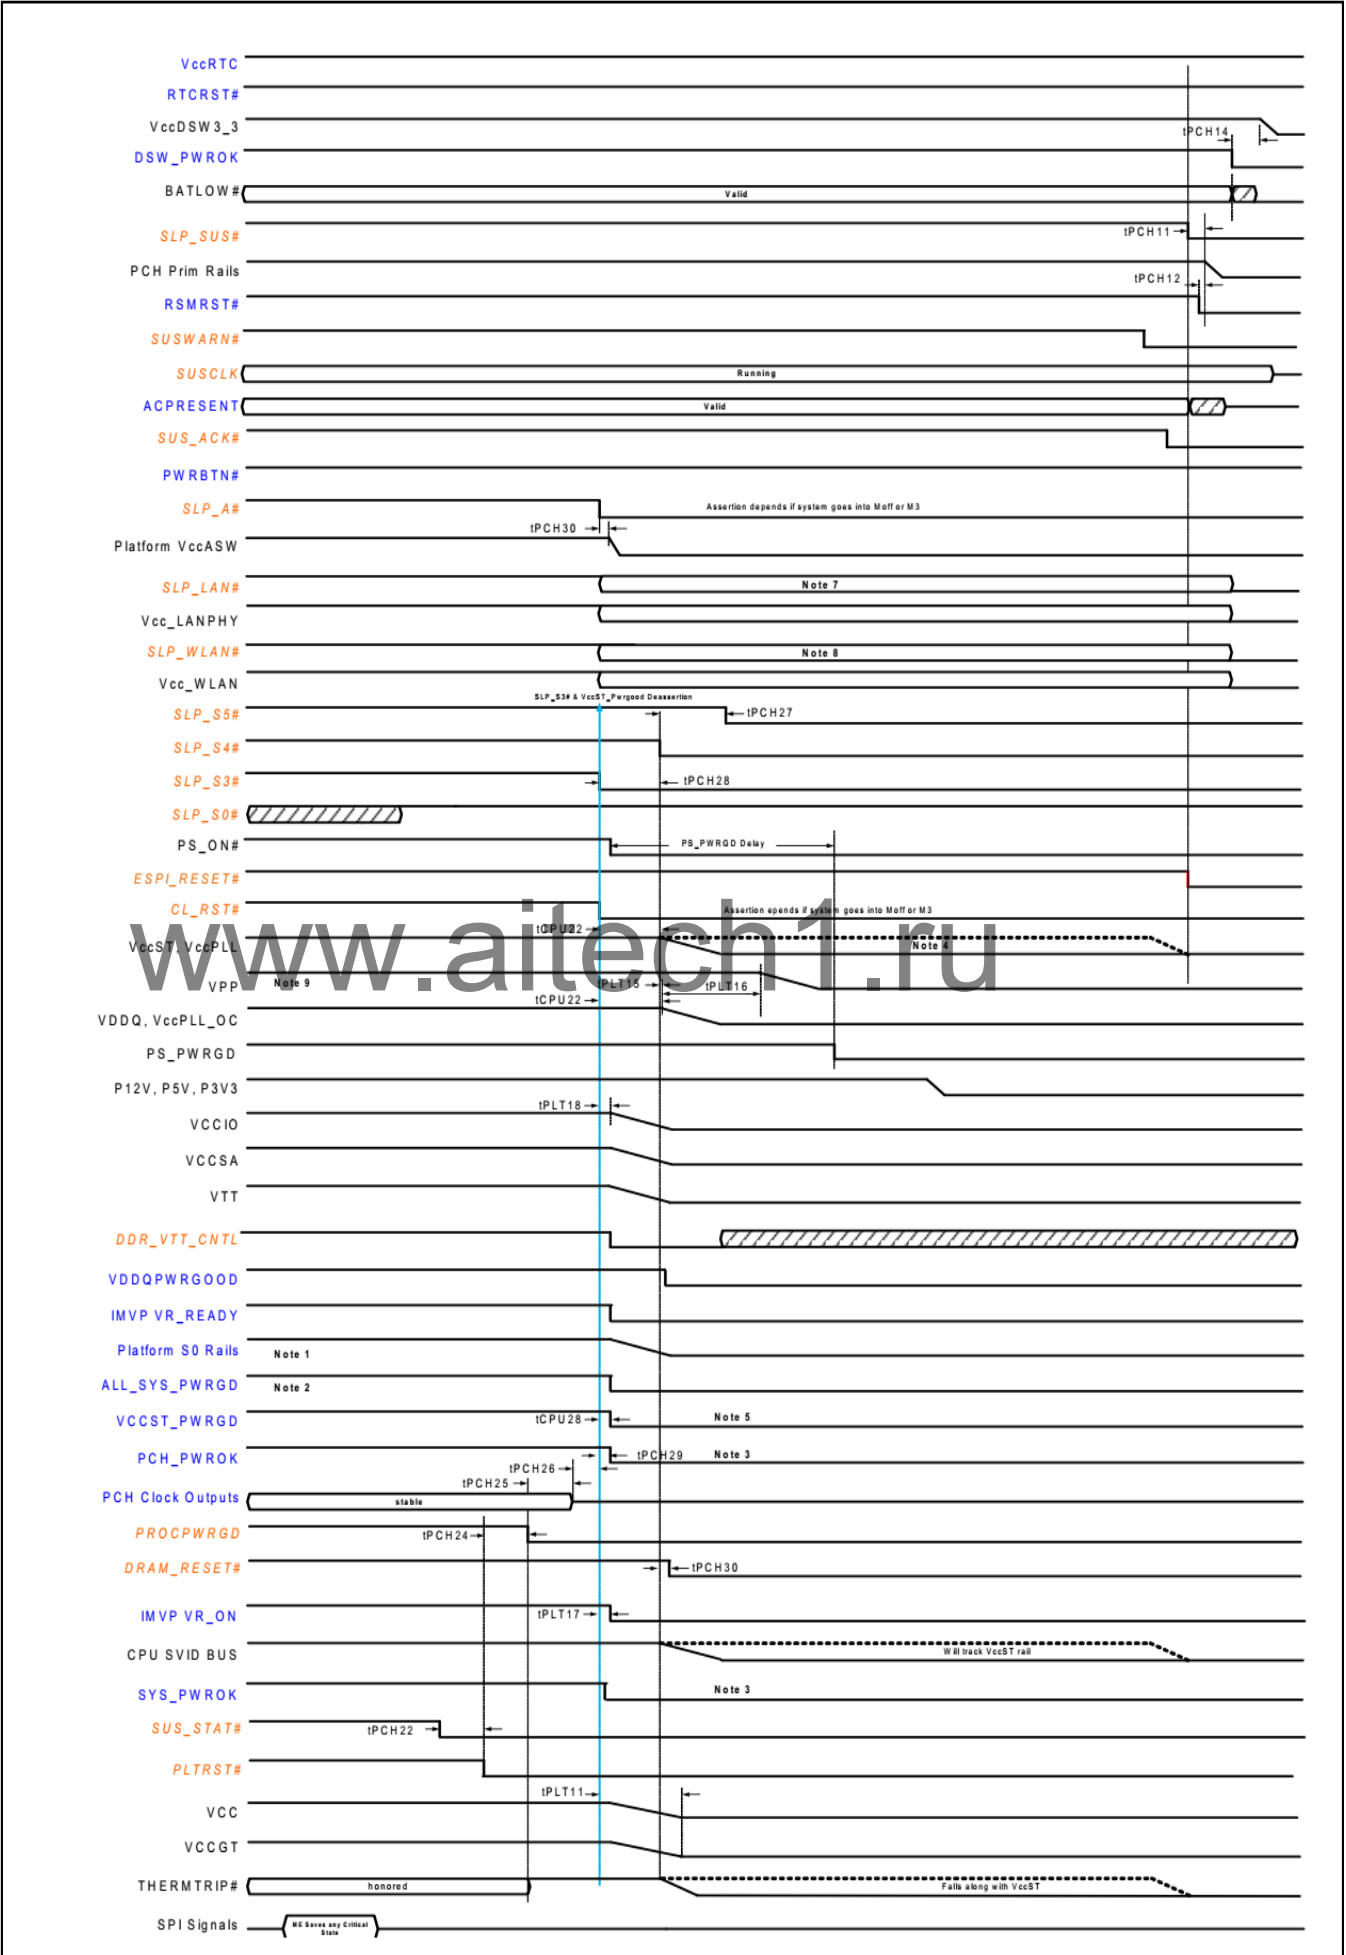 VccRTC
RTCRST#
VccDSW3_3
tPCH14
DSW_PWROK
BATLOW#
Valid
SLP_SUS#
tPCH11
PCH Prim Rails
tPCH12
RSMRST#
SUSWARN#
SUSCLK
Running
ACPRESENT
Valid
SUS_ACK#
PWRBTN#
SLP_A#
Assertion depends if system goes into Moff or M3
tPCH30
Platform VccASW
SLP_LAN#
Note 7
Vcc_LANPHY
SLP_WLAN#
Note 8
Vcc_WLAN
SLP_S3# & VccST_Pwrgood Deassertion
SLP_S5#
tPCH27
SLP_S4#
SLP_S3#
tPCH28
SLP_S0#
PS_ON#
PS_PWRGD Delay
ESPI_RESET#
CL_RST#
Assertion epends if system goes into Moff or M3
tCPU22
VccST, VccPLL
Note 4
www.aitech1.ru
VPP
Note 9
tPLT15
tPLT16
tCPU22
VDDQ, VccPLL_OC
PS_PWRGD
P12V, P5V, P3V3
tPLT18
VCCIO
VCCSA
VTT
DDR_VTT_CNTL
VDDQPWRGOOD
IMVP VR_READY
Platform S0 Rails
Note 1
ALL_SYS_PWRGD
Note 2
VCCST_PWRGD
tCPU28
Note 5
PCH_PWROK
tPCH29
Note 3
tPCH26
tPCH25
PCH Clock Outputs
stable
PROCPWRGD
tPCH24
DRAM_RESET#
tPCH30
IMVP VR_ON
tPLT17
CPU SVID BUS
Will track VccST rail
SYS_PWROK
Note 3
SUS_STAT#
tPCH22
PLTRST#
tPLT11
VCC
VCCGT
THERMTRIP#
honored
Falls along with VccST
SPI Signals
ME Saves any Critical
State